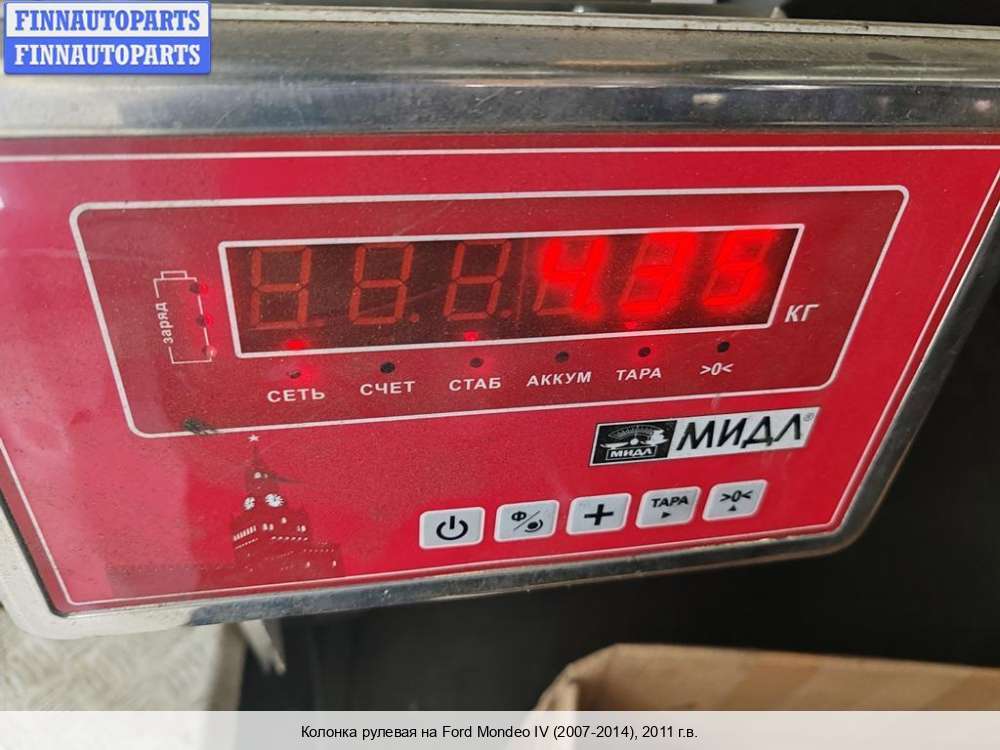 FINNAUTOPARTS
FINNAUTOPARTS
4.35
КГ
заряд
СЕТЬ СЧЕТ СТАБ АККУМ ТАРА >0<
МИДЛ МИДЛ®
Ф ТАРА >0<
Колонка рулевая на Ford Mondeo IV (2007-2014), 2011 г.в.